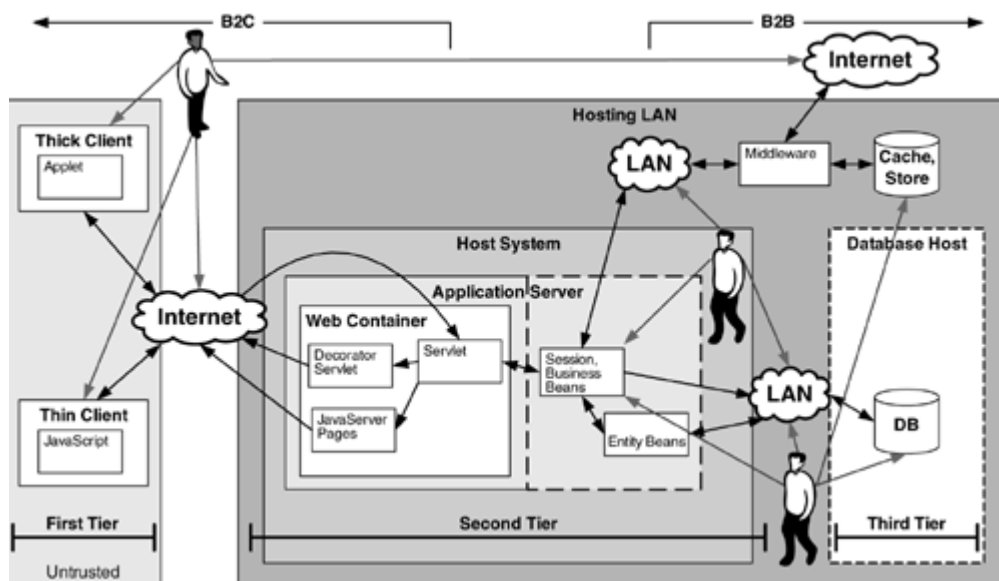 B2C
B2B
Internet
Hosting LAN
Thick Client
Applet
LAN
Middleware
Cache,
Store
Host System
Database Host
Application Server
Internet
Web Container
Decorator
Servlet
Servlet
Session,
Business
Beans
LAN
Thin Client
JavaScript
JavaServer
Pages
Entity Beans
DB
First Tier
Second Tier
Third Tier
Untrusted